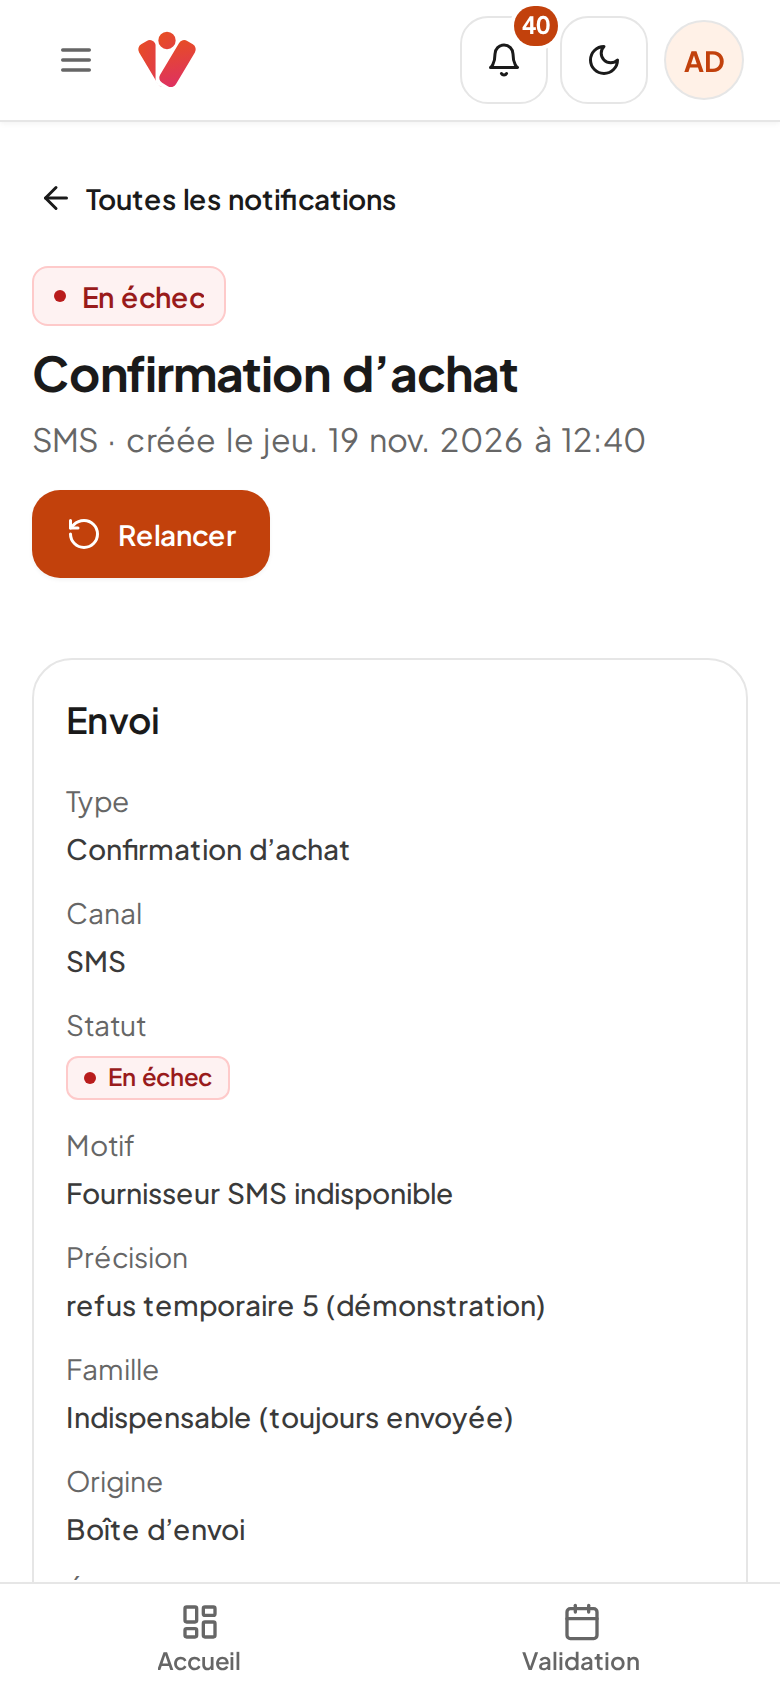 40
AD
Toutes les notifications
En échec
Confirmation d’achat
SMS · créée le jeu. 19 nov. 2026 à 12:40
Relancer
Envoi
Type
Confirmation d’achat
Canal
SMS
Statut
En échec
Motif
Fournisseur SMS indisponible
Précision
refus temporaire 5 (démonstration)
Famille
Indispensable (toujours envoyée)
Origine
Boîte d’envoi
Accueil
Validation